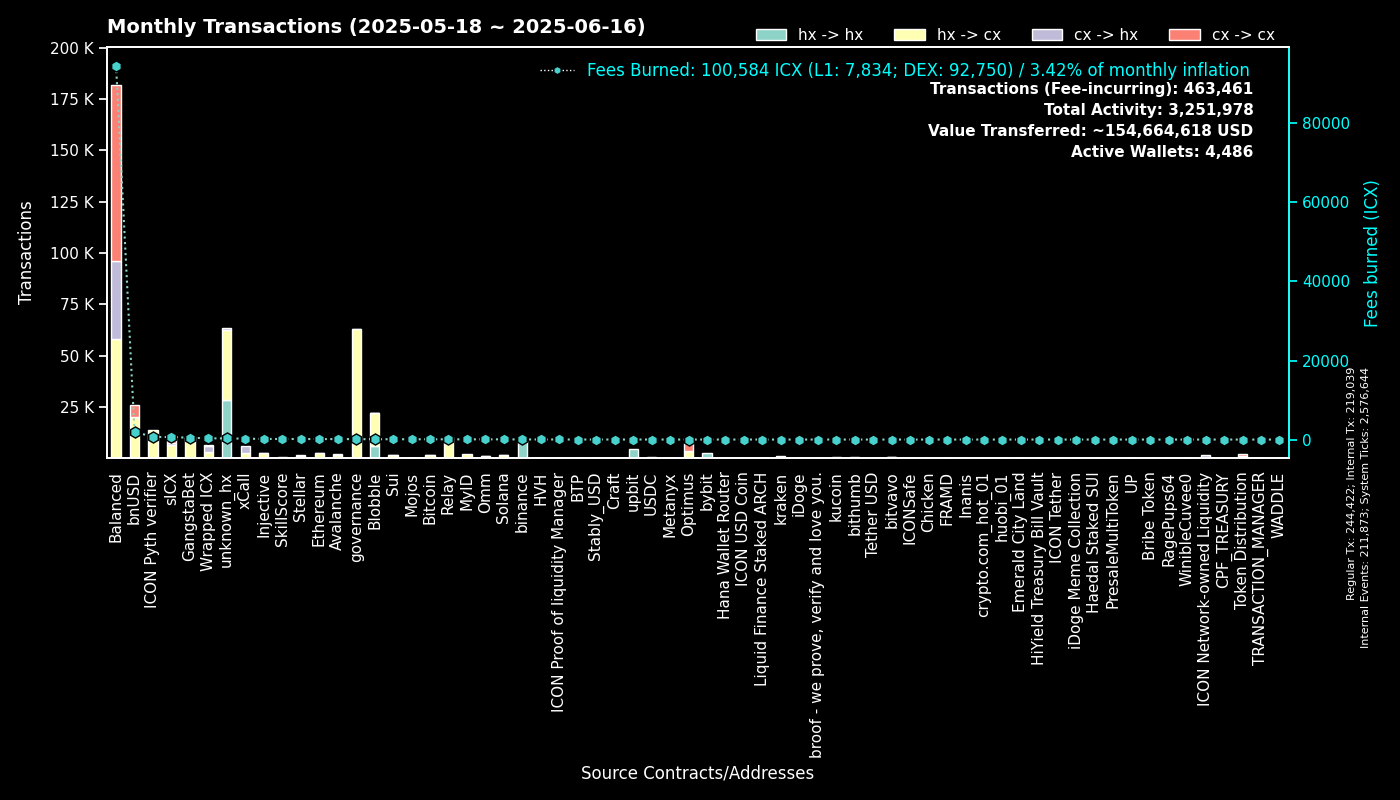 Monthly Transactions (2025-05-18 ~ 2025-06-16)
hx -> hx
hx -> cx
cx -> hx
cx -> cx
Fees Burned: 100,584 ICX (L1: 7,834; DEX: 92,750) / 3.42% of monthly inflation
Transactions (Fee-incurring): 463,461
Total Activity: 3,251,978
Value Transferred: ~154,664,618 USD
Active Wallets: 4,486
Transactions
200 K
175 K
150 K
125 K
100 K
75 K
50 K
25 K
80000
60000
40000
20000
0
Fees burned (ICX)
Regular Tx: 244,422; Internal Tx: 219,039
Internal Events: 211,873; System Ticks: 2,576,644
Balanced
bnUSD
ICON Pyth verifier
sICX
GangstaBet
Wrapped ICX
unknown_hx
xCall
Injective
SkillScore
Stellar
Ethereum
Avalanche
governance
Blobble
Sui
Mojos
Bitcoin
Relay
MyID
Omm
Solana
binance
HVH
ICON Proof of liquidity Manager
BTP
Stably_USD
Craft
upbit
USDC
Metanyx
Optimus
bybit
Hana Wallet Router
ICON USD Coin
Liquid Finance Staked ARCH
kraken
iDoge
broof - we prove, verify and love you.
kucoin
bithumb
Tether USD
bitvavo
ICONSafe
Chicken
FRAMD
Inanis
crypto.com_hot_01
huobi_01
Emerald City Land
HiYield Treasury Bill Vault
ICON Tether
iDoge Meme Collection
Haedal Staked SUI
PresaleMultiToken
UP
Bribe Token
RagePups64
WinibleCuvee0
ICON Network-owned Liquidity
CPF_TREASURY
Token Distribution
TRANSACTION_MANAGER
WADDLE
Source Contracts/Addresses